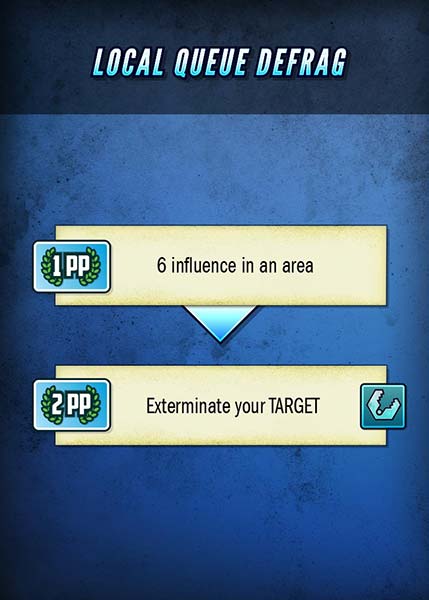 LOCAL QUEUE DEFRAG
1 PP
6 influence in an area
2 PP
Exterminate your TARGET